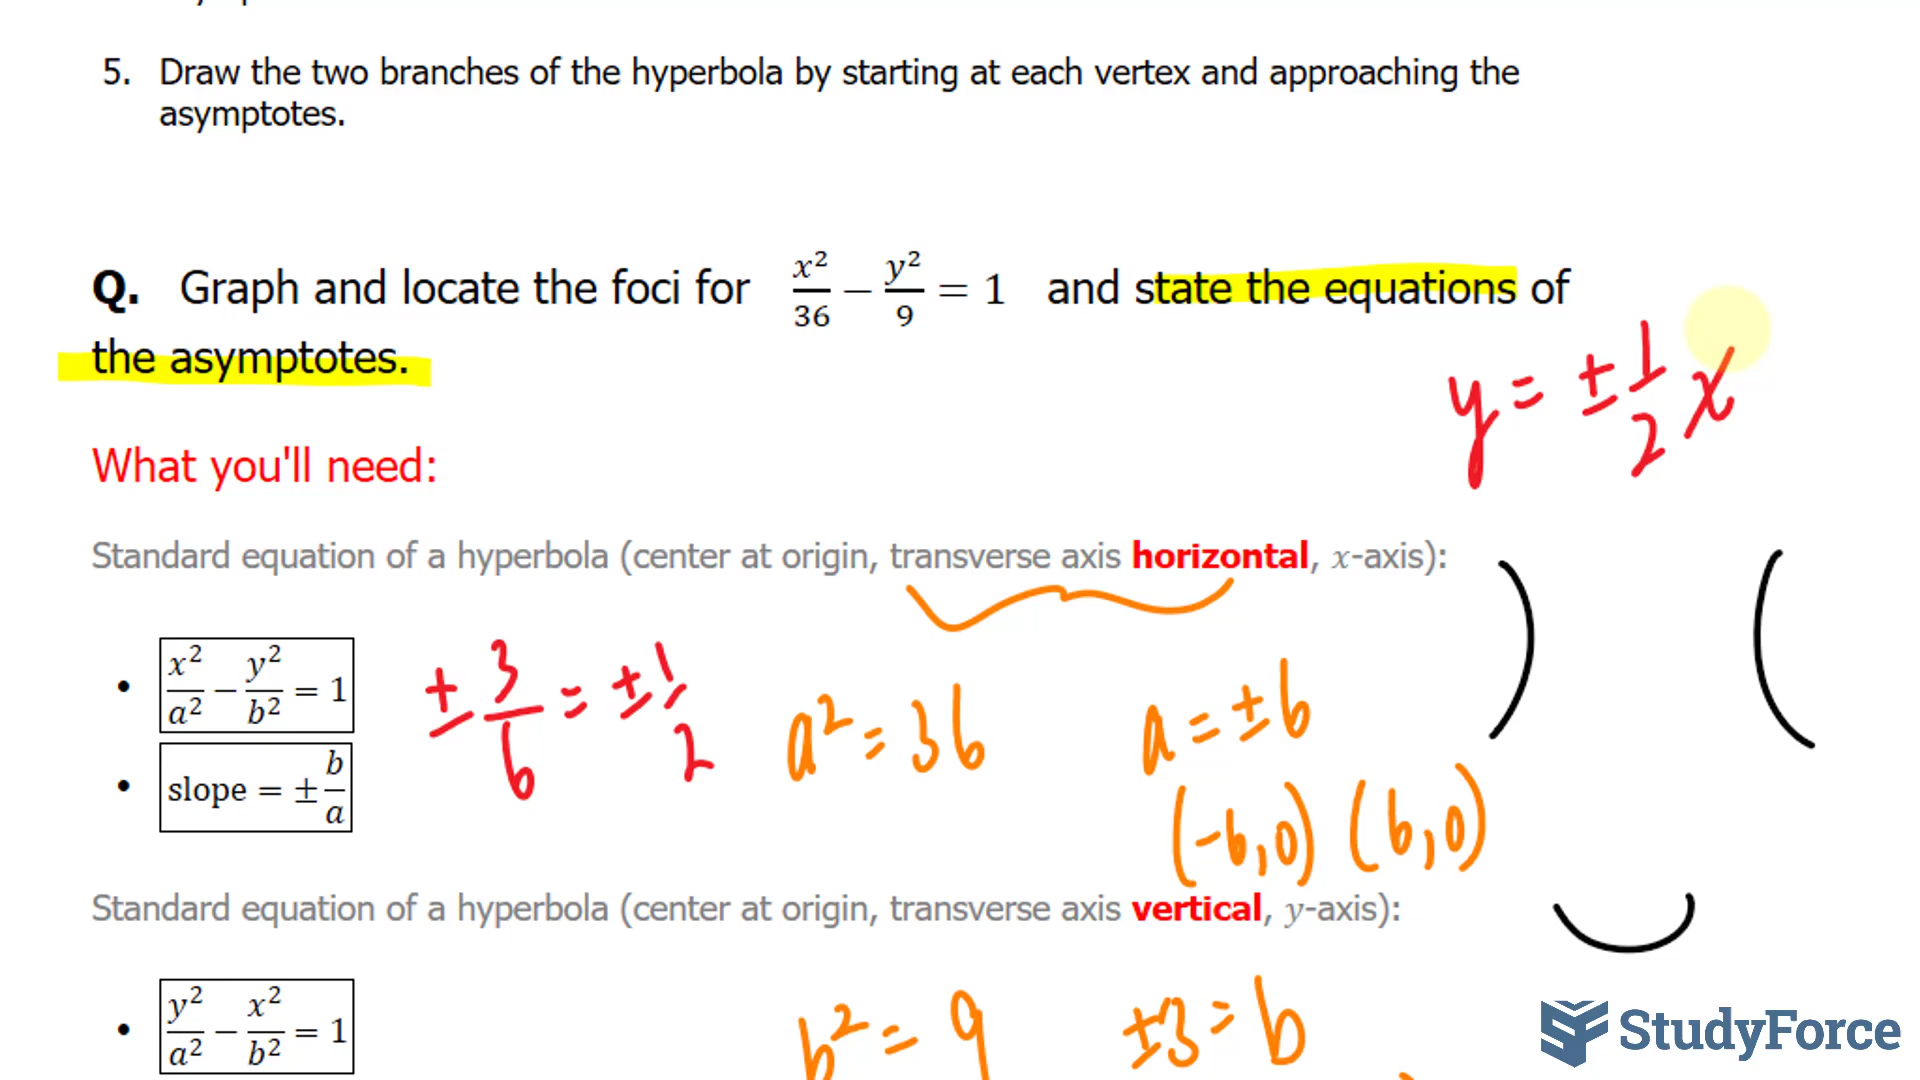 5. Draw the two branches of the hyperbola by starting at each vertex and approaching the
asymptotes.
Q. Graph and locate the foci for x²/36 − y²/9 = 1 and state the equations of
the asymptotes.
y = ± 1/2 x
What you'll need:
Standard equation of a hyperbola (center at origin, transverse axis horizontal, x-axis):
• x²/a² − y²/b² = 1
± 3/6 = ± 1/2
a² = 36
a = ± 6
• slope = ± b/a
(-6,0) (6,0)
Standard equation of a hyperbola (center at origin, transverse axis vertical, y-axis):
• y²/a² − x²/b² = 1
b² = 9
±3 = b
StudyForce